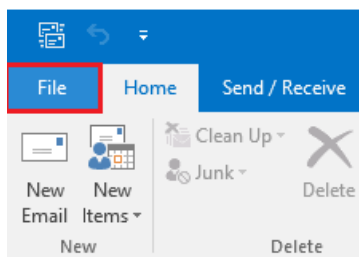 File Home Send / Receive
Clean Up
Junk
New Email
New Items
Delete
New
Delete